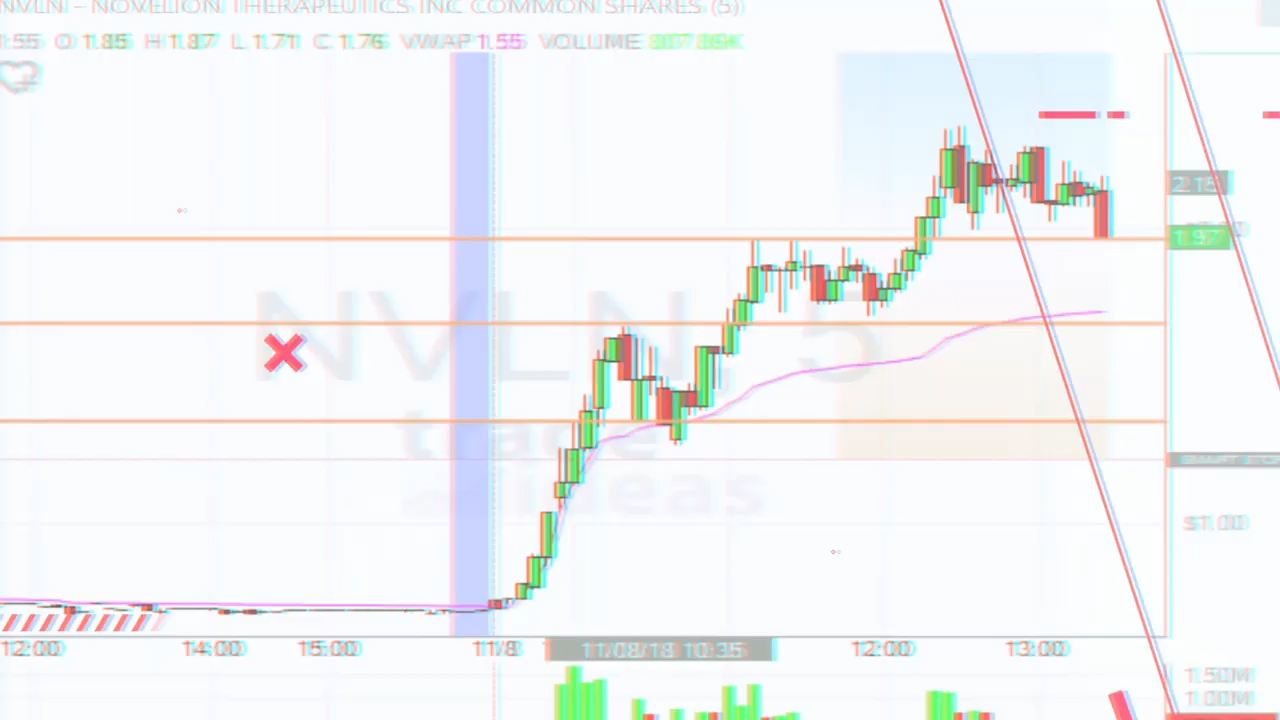 NVLN – NOVELION THERAPEUTICS INC COMMON SHARES (5)
1.55 O 1.85 H 1.87 L 1.71 C 1.76 VWAP 1.55 VOLUME
2.15
1.97
NVLN, 5
trade
ideas
$1.00
12:00 14:00 15:00 11/8 11/08/18 10:35 12:00 13:00
1.50M
1.00M